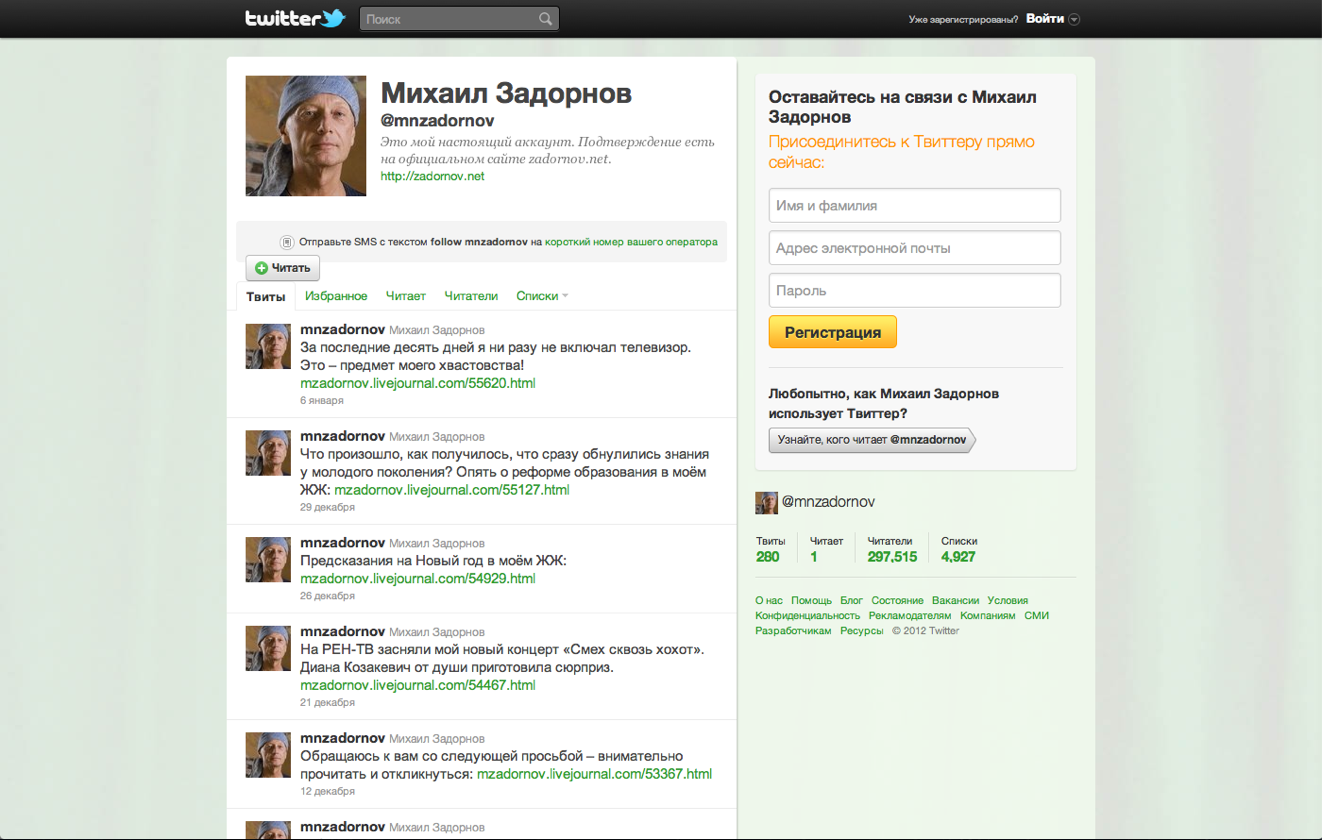 twitter
Поиск
Уже зарегистрированы? Войти
Михаил Задорнов
@mnzadornov
Это мой настоящий аккаунт. Подтверждение есть
на официальном сайте zadornov.net.
http://zadornov.net
Отправьте SMS с текстом follow mnzadornov на короткий номер вашего оператора
Читать
Твиты Избранное Читает Читатели Списки
mnzadornov Михаил Задорнов
За последние десять дней я ни разу не включал телевизор.
Это – предмет моего хвастовства!
mzadornov.livejournal.com/55620.html
6 января
mnzadornov Михаил Задорнов
Что произошло, как получилось, что сразу обнулились знания
у молодого поколения? Опять о реформе образования в моём
ЖЖ: mzadornov.livejournal.com/55127.html
29 декабря
mnzadornov Михаил Задорнов
Предсказания на Новый год в моём ЖЖ:
mzadornov.livejournal.com/54929.html
26 декабря
mnzadornov Михаил Задорнов
На РЕН-ТВ засняли мой новый концерт «Смех сквозь хохот».
Диана Козакевич от души приготовила сюрприз.
mzadornov.livejournal.com/54467.html
21 декабря
mnzadornov Михаил Задорнов
Обращаюсь к вам со следующей просьбой – внимательно
прочитать и откликнуться: mzadornov.livejournal.com/53367.html
12 декабря
mnzadornov Михаил Задорнов
Оставайтесь на связи с Михаил
Задорнов
Присоединитесь к Твиттеру прямо
сейчас:
Имя и фамилия
Адрес электронной почты
Пароль
Регистрация
Любопытно, как Михаил Задорнов
использует Твиттер?
Узнайте, кого читает @mnzadornov
@mnzadornov
Твиты Читает Читатели Списки
280 1 297,515 4,927
О нас Помощь Блог Состояние Вакансии Условия
Конфиденциальность Рекламодателям Компаниям СМИ
Разработчикам Ресурсы © 2012 Twitter